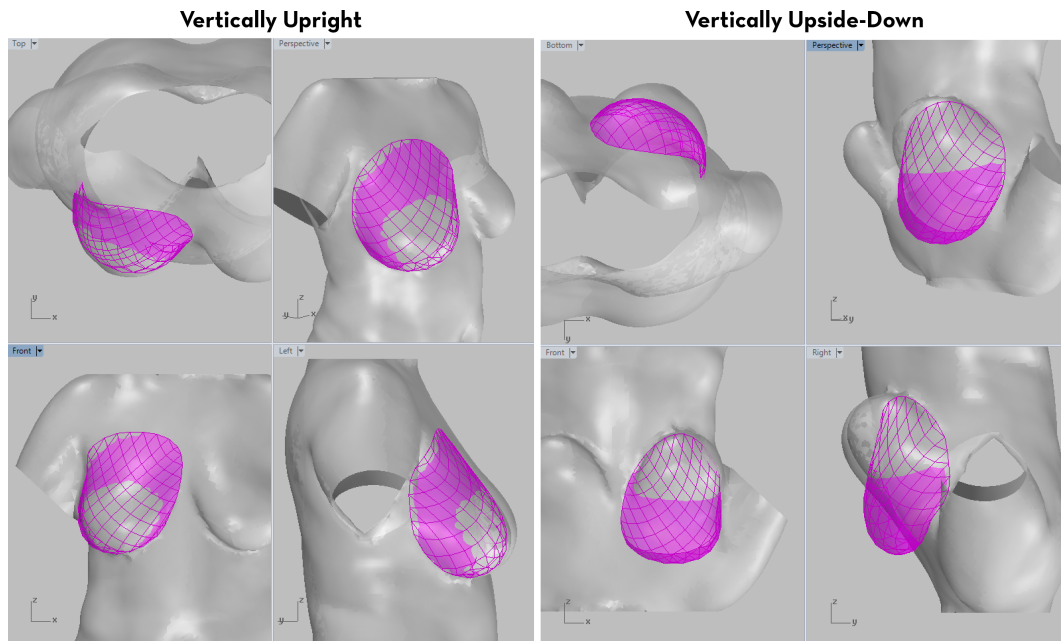 Vertically Upright
Vertically Upside-Down
Top
Perspective
Bottom
Perspective
y
x
z
y
x
x
y
z
x y
Front
Left
Front
Right
z
x
z
y
z
x
z
y